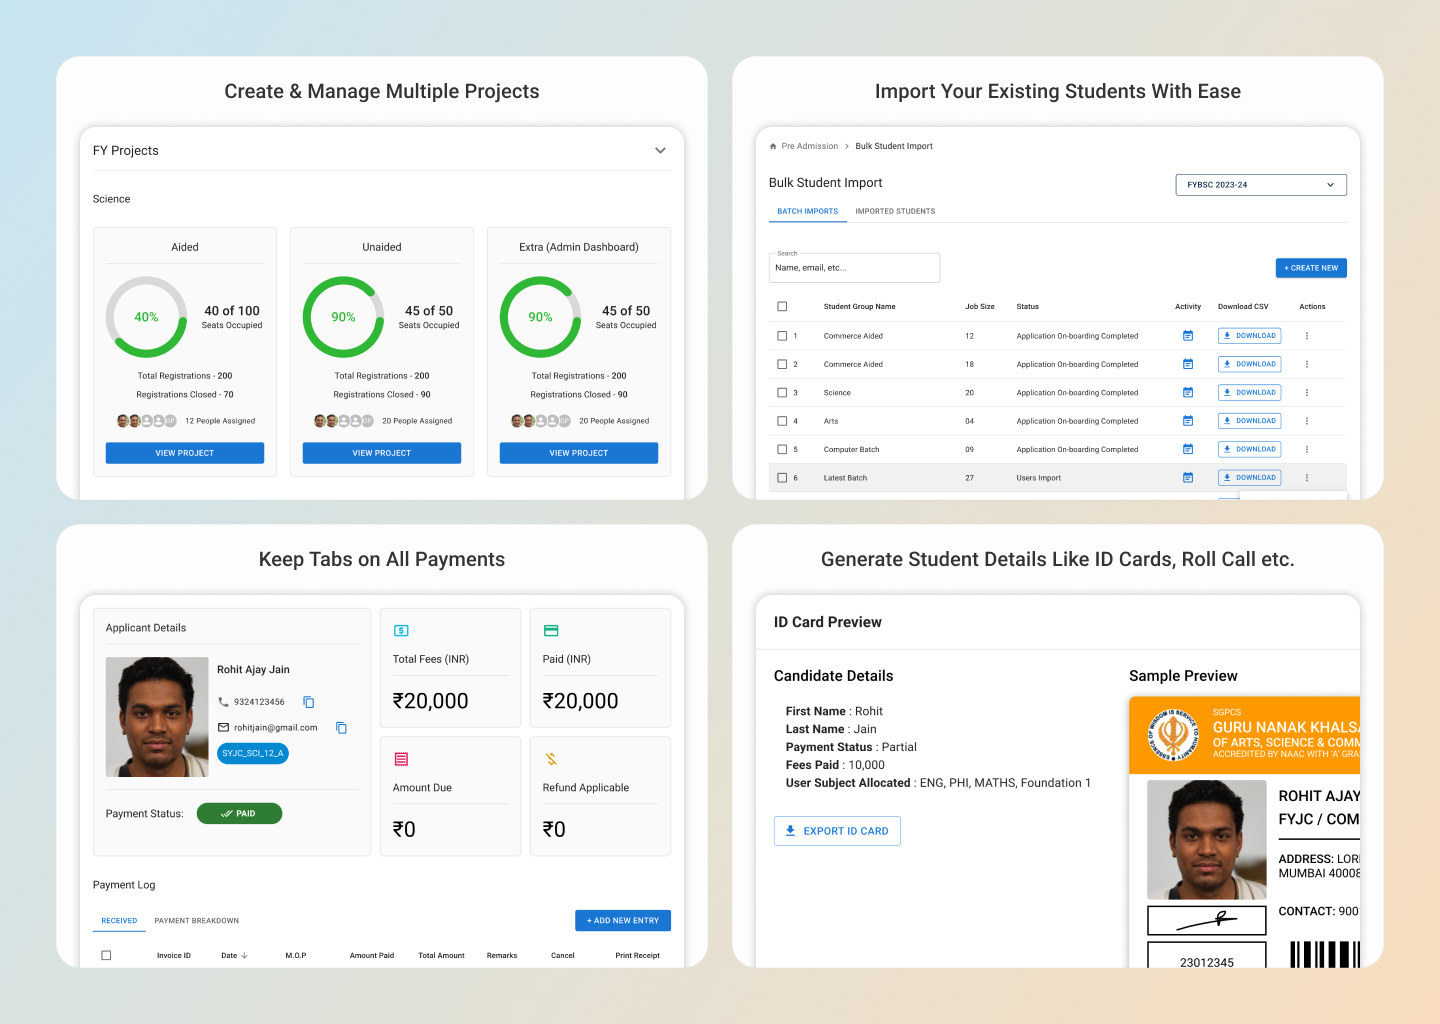 Create & Manage Multiple Projects
FY Projects
Science
Aided
40%
40 of 100
Seats Occupied
Total Registrations - 200
Registrations Closed - 70
OP
12 People Assigned
VIEW PROJECT
Unaided
90%
45 of 50
Seats Occupied
Total Registrations - 200
Registrations Closed - 90
OP
20 People Assigned
VIEW PROJECT
Extra (Admin Dashboard)
90%
45 of 50
Seats Occupied
Total Registrations - 200
Registrations Closed - 90
OP
20 People Assigned
VIEW PROJECT
Import Your Existing Students With Ease
Pre Admission > Bulk Student Import
Bulk Student Import
FYBSC 2023-24
BATCH IMPORTS IMPORTED STUDENTS
Search
Name, email, etc...
+ CREATE NEW
Student Group Name Job Size Status Activity Download CSV Actions
1 Commerce Aided 12 Application On-boarding Completed DOWNLOAD
2 Commerce Aided 18 Application On-boarding Completed DOWNLOAD
3 Science 20 Application On-boarding Completed DOWNLOAD
4 Arts 04 Application On-boarding Completed DOWNLOAD
5 Computer Batch 09 Application On-boarding Completed DOWNLOAD
6 Latest Batch 27 Users Import DOWNLOAD
Keep Tabs on All Payments
Applicant Details
Rohit Ajay Jain
9324123456
rohitjain@gmail.com
SYJC_SCI_12_A
Payment Status: PAID
Total Fees (INR)
₹20,000
Paid (INR)
₹20,000
Amount Due
₹0
Refund Applicable
₹0
Payment Log
RECEIVED PAYMENT BREAKDOWN
+ ADD NEW ENTRY
Invoice ID Date M.O.P Amount Paid Total Amount Remarks Cancel Print Receipt
Generate Student Details Like ID Cards, Roll Call etc.
ID Card Preview
Candidate Details
First Name : Rohit
Last Name : Jain
Payment Status : Partial
Fees Paid : 10,000
User Subject Allocated : ENG, PHI, MATHS, Foundation 1
EXPORT ID CARD
Sample Preview
ESSENCE OF WISDOM IS SERVICE TO HUMANITY
SGPCS
GURU NANAK KHALSA
OF ARTS, SCIENCE & COMM
ACCREDITED BY NAAC WITH 'A' GRA
ROHIT AJAY
FYJC / COM
ADDRESS: LORE
MUMBAI 40008
CONTACT: 900
23012345